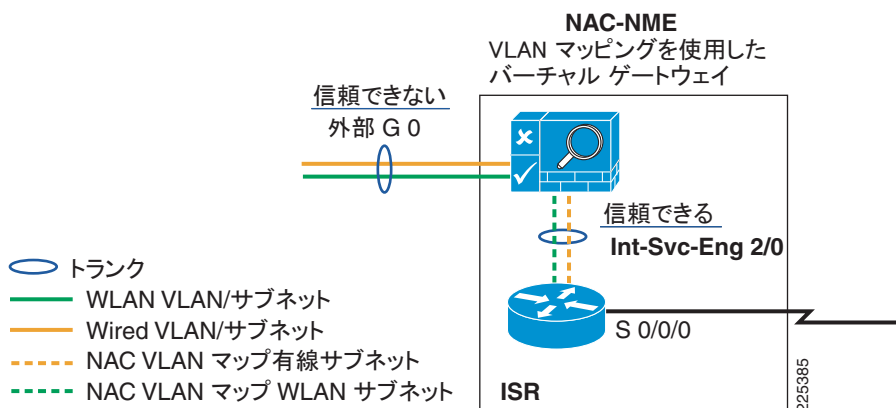 NAC-NME
VLAN マッピングを使用した
バーチャル ゲートウェイ
信頼できない
外部 G 0
信頼できる
Int-Svc-Eng 2/0
トランク
WLAN VLAN/サブネット
S 0/0/0
Wired VLAN/サブネット
NAC VLAN マップ有線サブネット
NAC VLAN マップ WLAN サブネット
ISR
225385